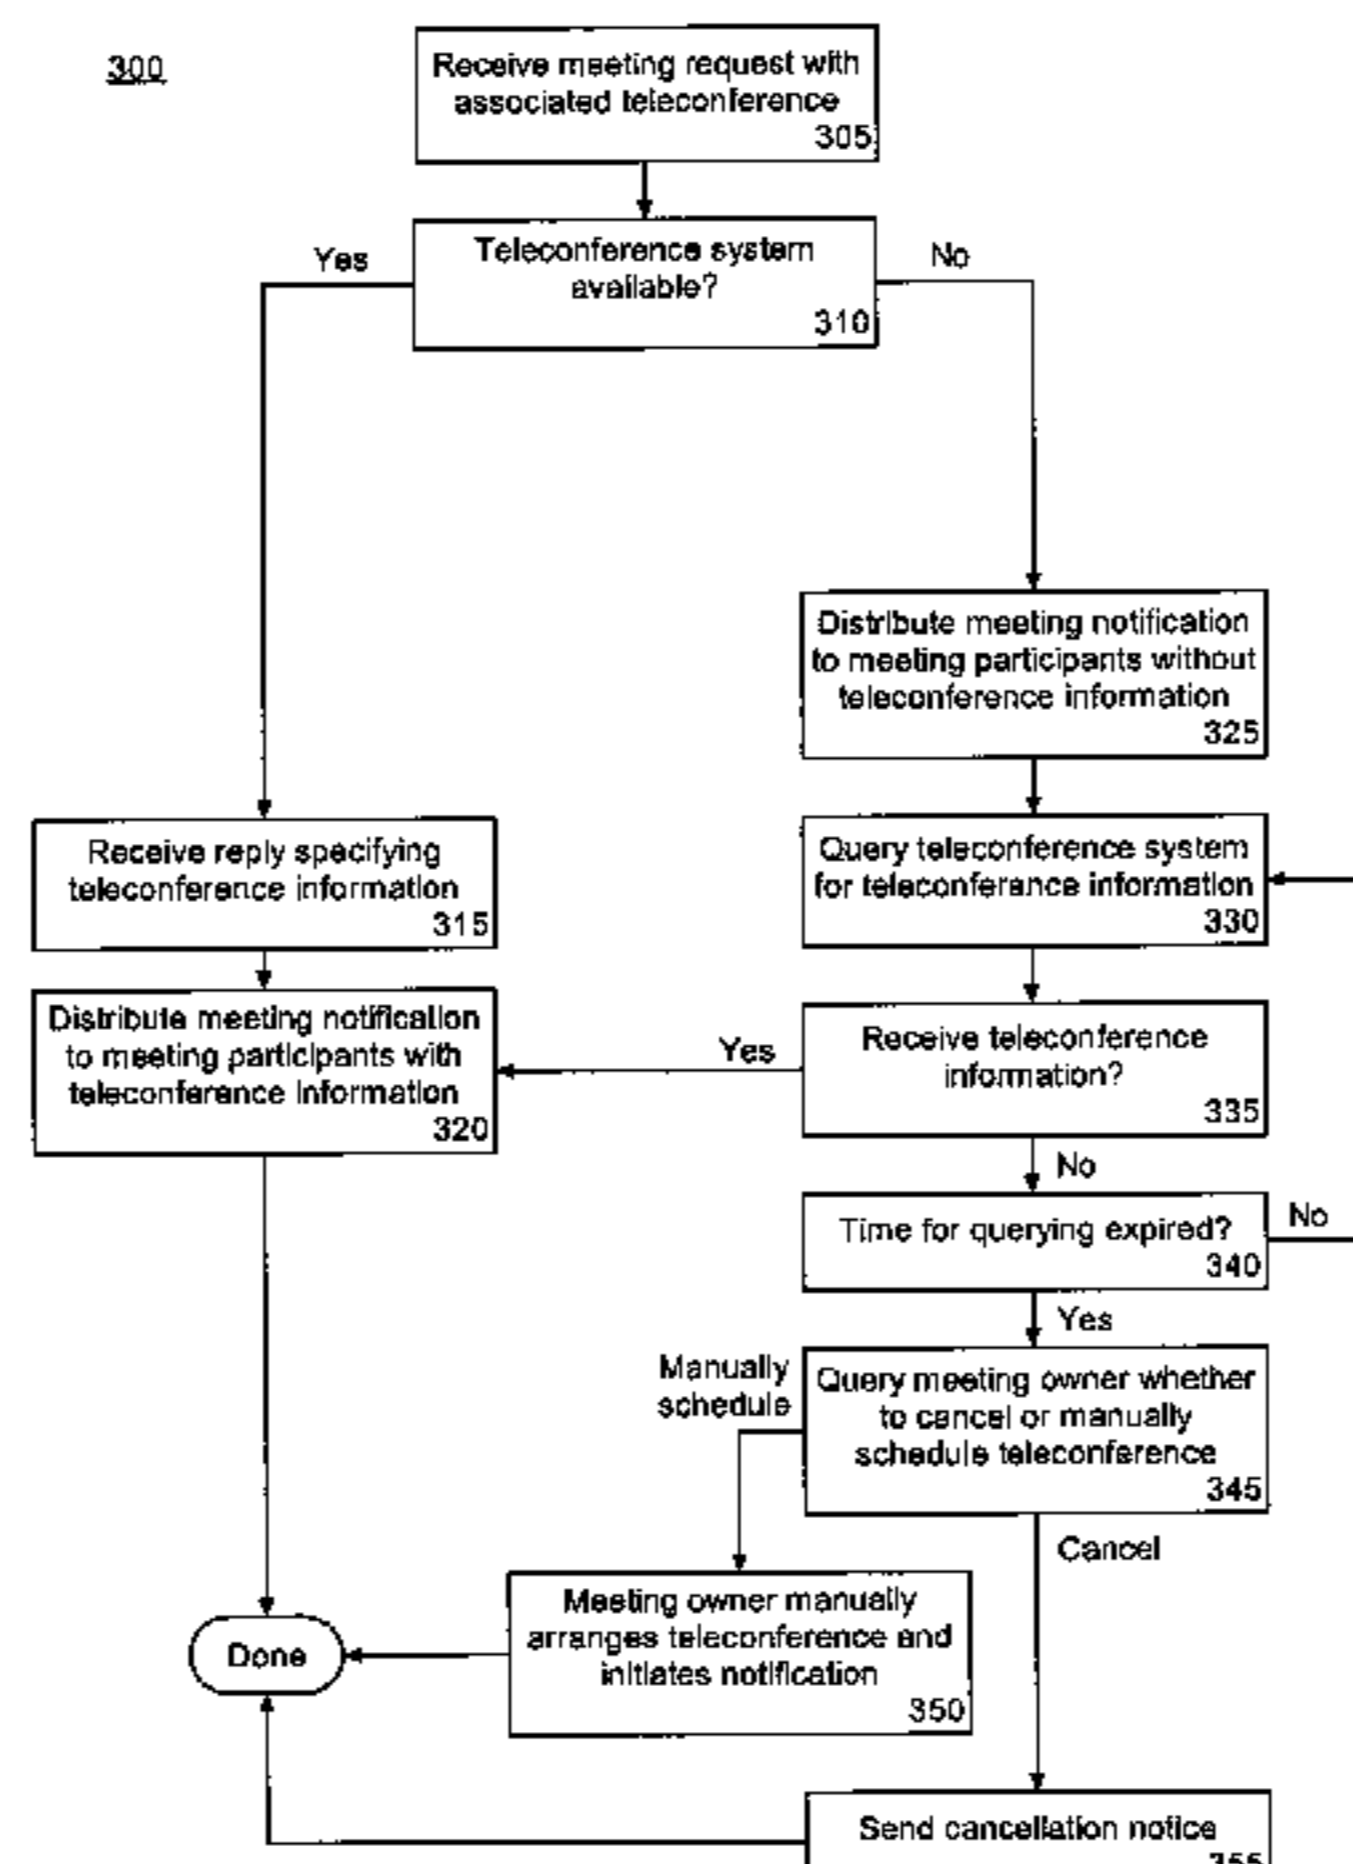 300
Receive meeting request with
associated teleconference
305
Yes
Teleconference system
available?
310
No
Distribute meeting notification
to meeting participants without
teleconference information
325
Receive reply specifying
teleconference information
315
Query teleconference system
for teleconference information
330
Distribute meeting notification
to meeting participants with
teleconference information
320
Yes
Receive teleconference
information?
335
No
Time for querying expired?
340
No
Yes
Manually
schedule
Query meeting owner whether
to cancel or manually
schedule teleconference
345
Cancel
Meeting owner manually
arranges teleconference and
initiates notification
350
Done
Send cancellation notice
355